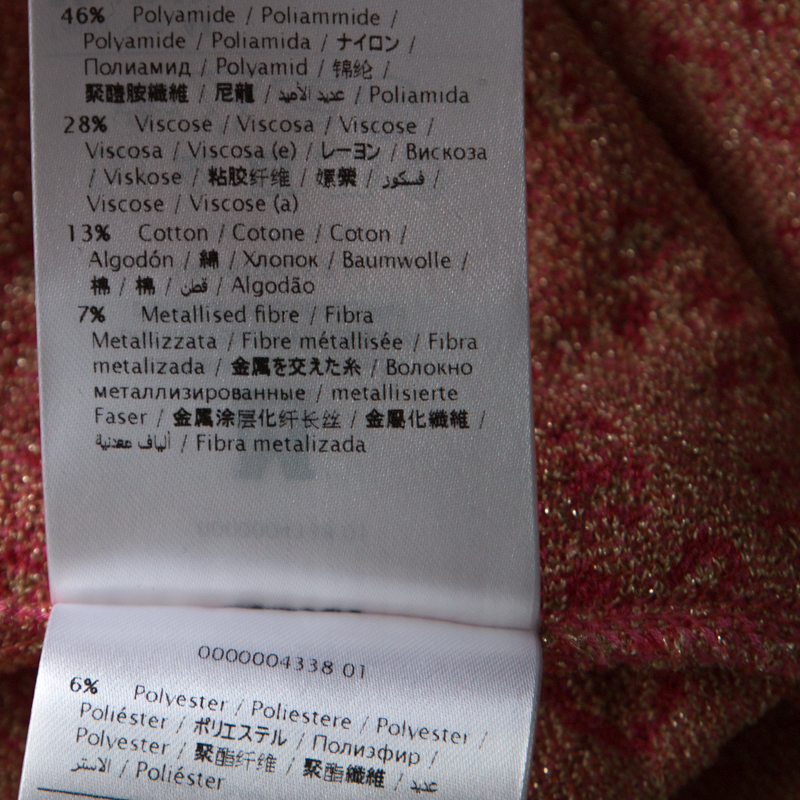 46% Polyamide / Poliammide /
Polyamide / Poliamida / ナイロン /
Полиамид / Polyamid / 锦纶 /
聚醯胺纖維 / 尼龍 / عديد الأميد / Poliamida
28% Viscose / Viscosa / Viscose /
Viscosa / Viscosa (e) / レーヨン / Вискоза
/ Viskose / 粘胶纤维 / 嫘縈 / فسكوز /
Viscose / Viscose (a)
13% Cotton / Cotone / Coton /
Algodón / 綿 / Хлопок / Baumwolle /
棉 / 棉 / قطن / Algodão
7% Metallised fibre / Fibra
Metallizzata / Fibre métallisée / Fibra
metalizada / 金属を交えた糸 / Волокно
металлизированные / metallisierte
Faser / 金属涂层化纤长丝 / 金屬化纖維 /
ألياف معدنية / Fibra metalizada
0000004338 01
6% Polyester / Poliestere / Polyester /
Poliéster / ポリエステル / Полиэфир /
Polyester / 聚酯纤维 / 聚酯纖維 / عديد
الاستر / Poliéster